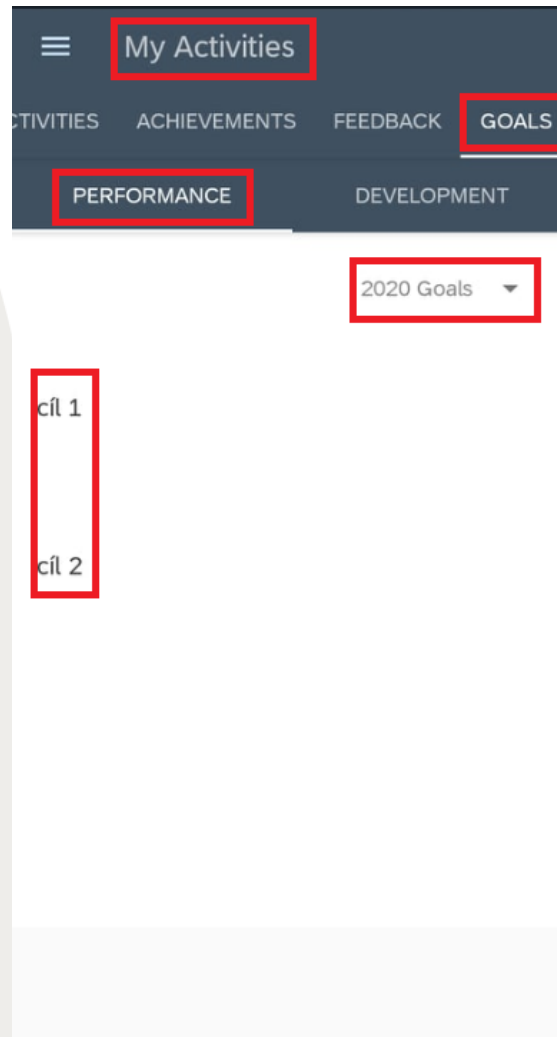 My Activities
CTIVITIES ACHIEVEMENTS FEEDBACK GOALS
PERFORMANCE DEVELOPMENT
2020 Goals
cíl 1
cíl 2